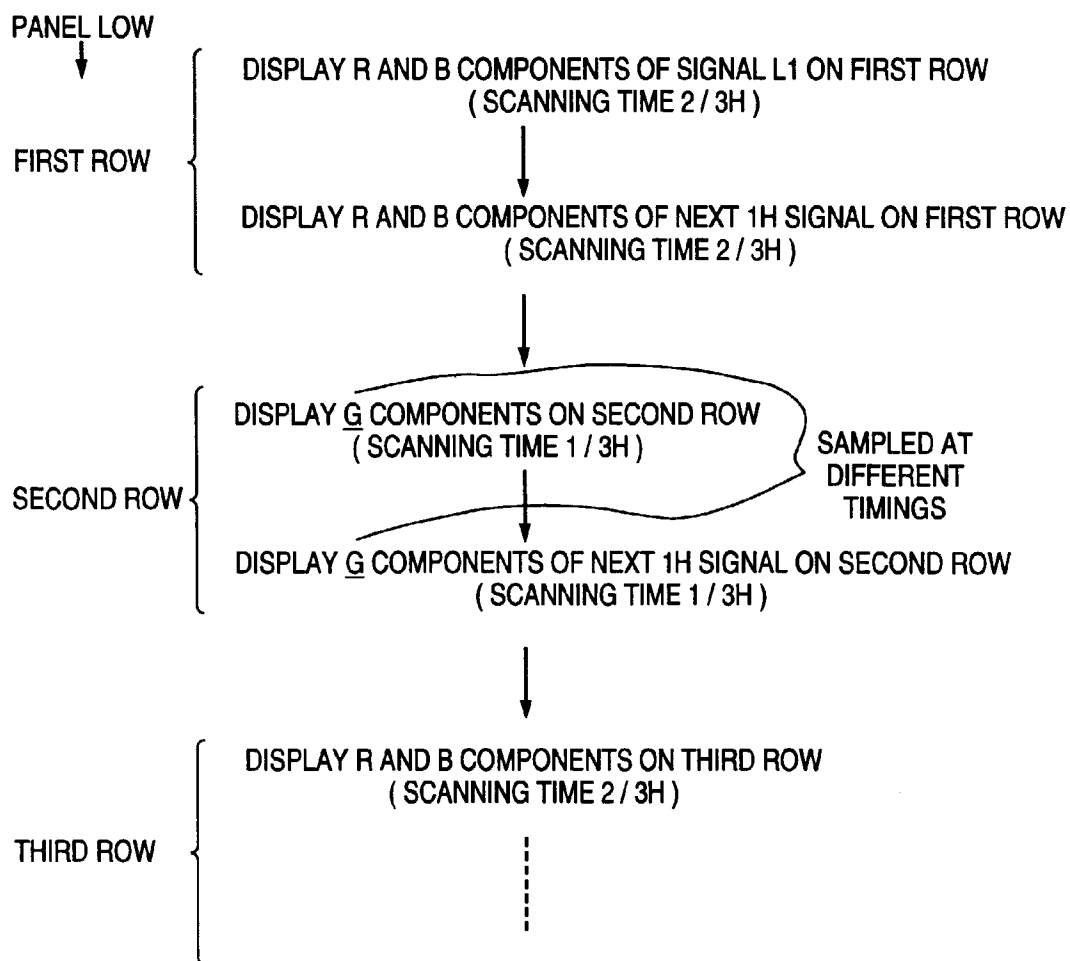 PANEL LOW
DISPLAY R AND B COMPONENTS OF SIGNAL L1 ON FIRST ROW
( SCANNING TIME 2 / 3H )
FIRST ROW
DISPLAY R AND B COMPONENTS OF NEXT 1H SIGNAL ON FIRST ROW
( SCANNING TIME 2 / 3H )
DISPLAY G COMPONENTS ON SECOND ROW
( SCANNING TIME 1 / 3H )
SAMPLED AT
DIFFERENT
TIMINGS
SECOND ROW
DISPLAY G COMPONENTS OF NEXT 1H SIGNAL ON SECOND ROW
( SCANNING TIME 1 / 3H )
DISPLAY R AND B COMPONENTS ON THIRD ROW
( SCANNING TIME 2 / 3H )
THIRD ROW